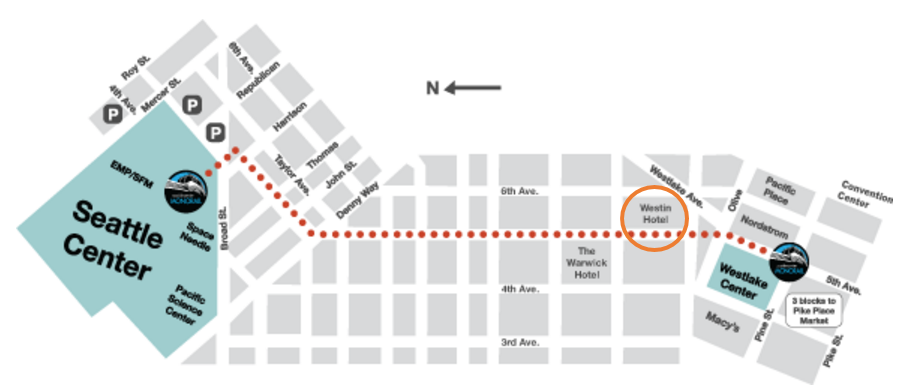 Roy St.
4th Ave.
Mercer St.
6th Ave.
Republican
Harrison
Taylor Ave.
Thomas
John St.
Denny Way
P
P
P
N
EMP/SFM
MONORAIL
Seattle
Center
Space
Needle
Broad St.
Pacific
Science
Center
6th Ave.
Westin
Hotel
The
Warwick
Hotel
4th Ave.
3rd Ave.
Westlake Ave.
Olive
Pacific
Place
Convention
Center
Nordstrom
Westlake
Center
MONORAIL
5th Ave.
3 blocks to
Pike Place
Market
Macy's
Pine St.
Pike St.